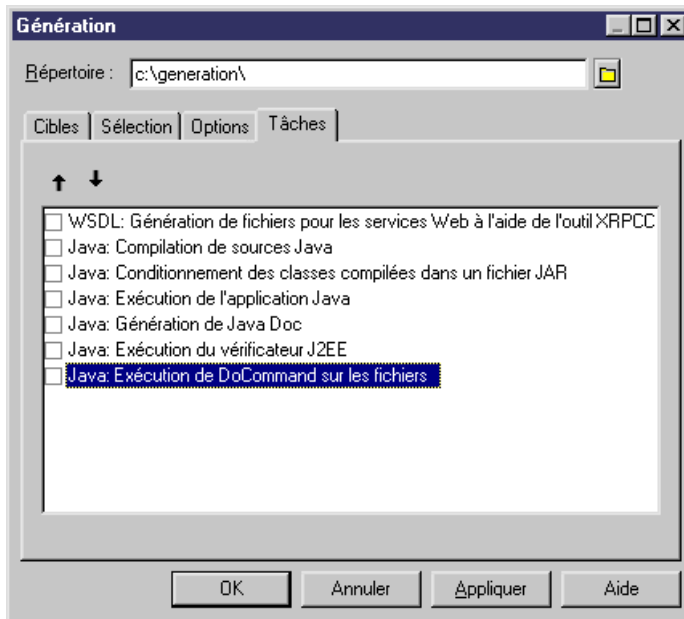 Génération
Répertoire : c:\generation\
Cibles Sélection Options Tâches
WSDL: Génération de fichiers pour les services Web à l'aide de l'outil XRPCC
Java: Compilation de sources Java
Java: Conditionnement des classes compilées dans un fichier JAR
Java: Exécution de l'application Java
Java: Génération de Java Doc
Java: Exécution du vérificateur J2EE
Java: Exécution de DoCommand sur les fichiers
OK Annuler Appliquer Aide